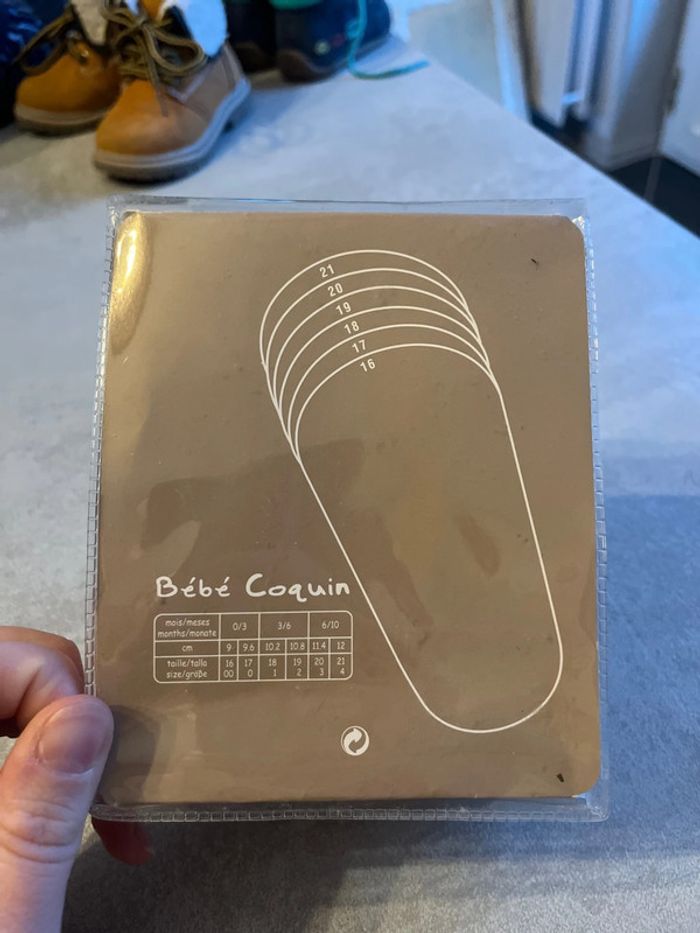 21
20
19
18
17
16
Bébé Coquin
mois/meses 0/3 3/6 6/10
months/monate
cm 9 9.6 10.2 10.8 11.4 12
taille/talla 16 17 18 19 20 21
size/gräße 00 0 1 2 3 4